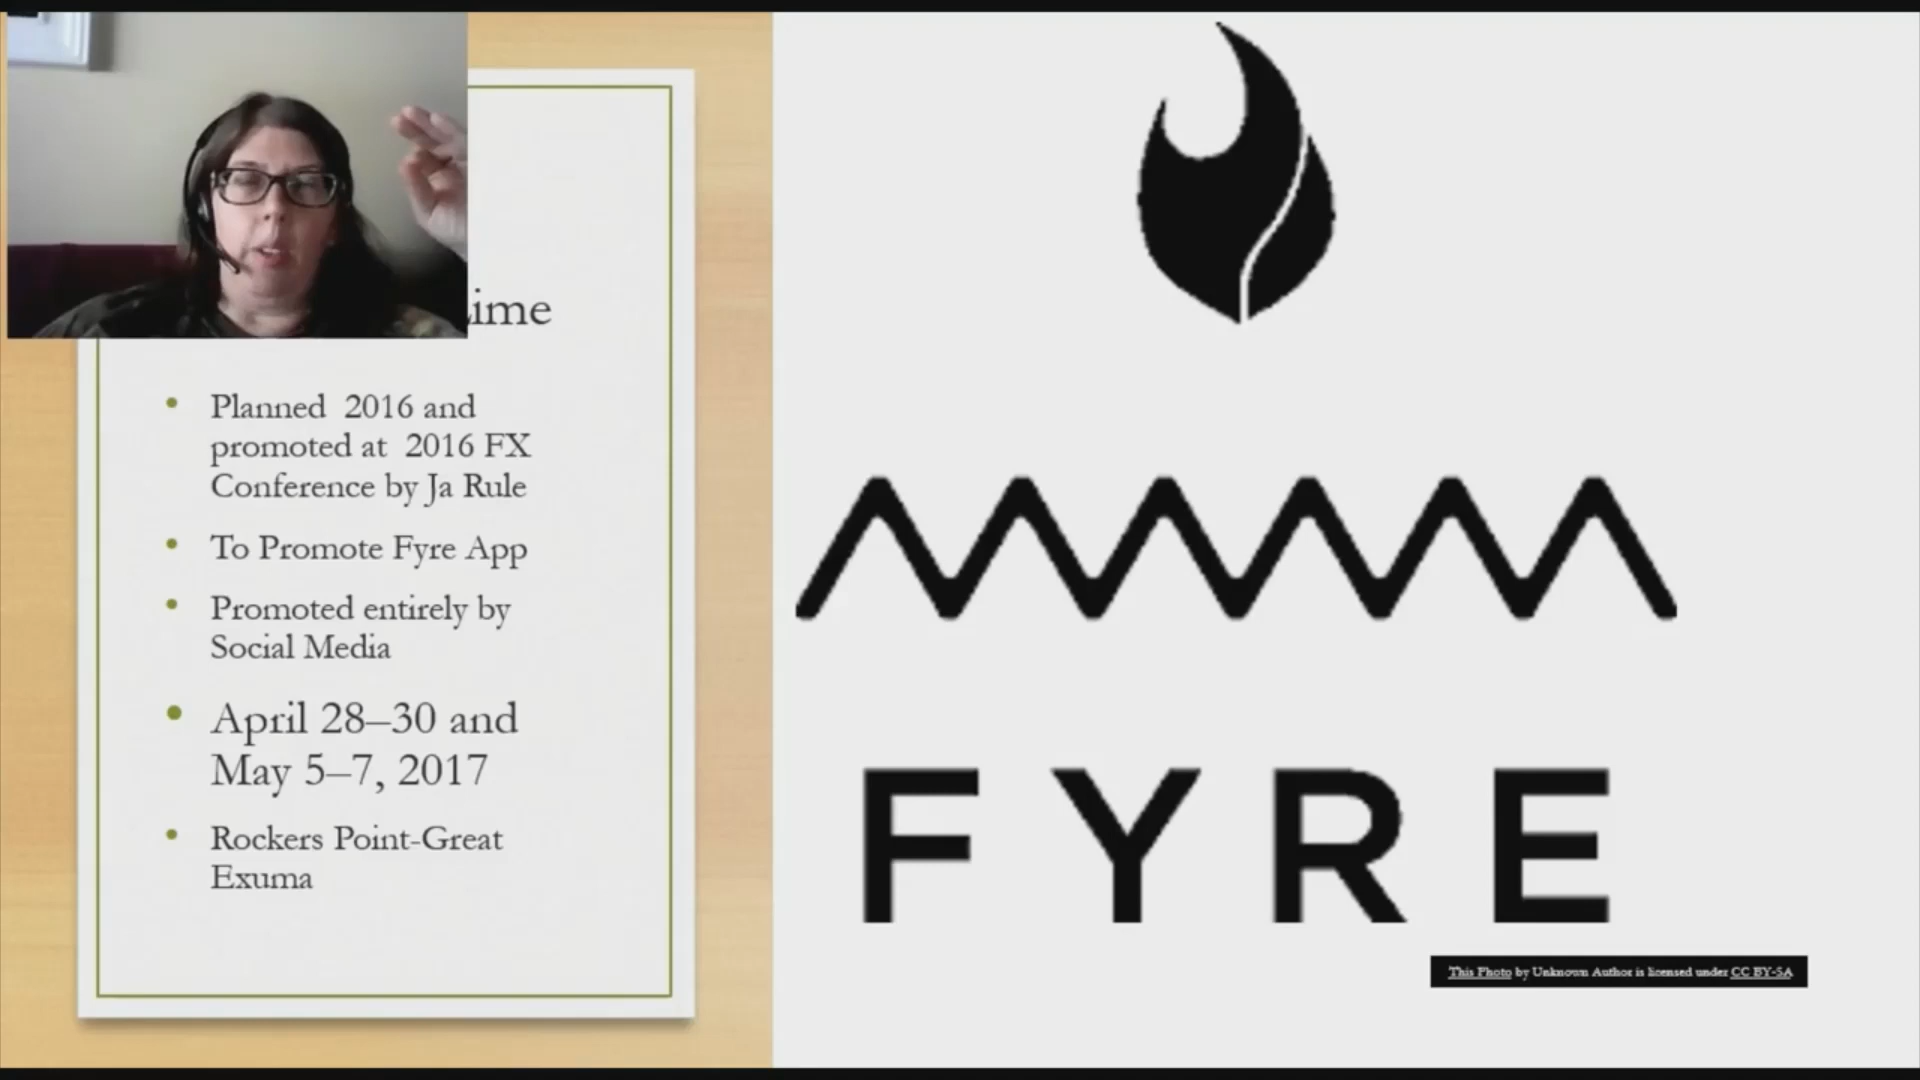 ime
Planned 2016 and
promoted at 2016 FX
Conference by Ja Rule
To Promote Fyre App
Promoted entirely by
Social Media
April 28–30 and
May 5–7, 2017
Rockers Point-Great
Exuma
FYRE
This Photo by Unknown Author is licensed under CC BY-SA